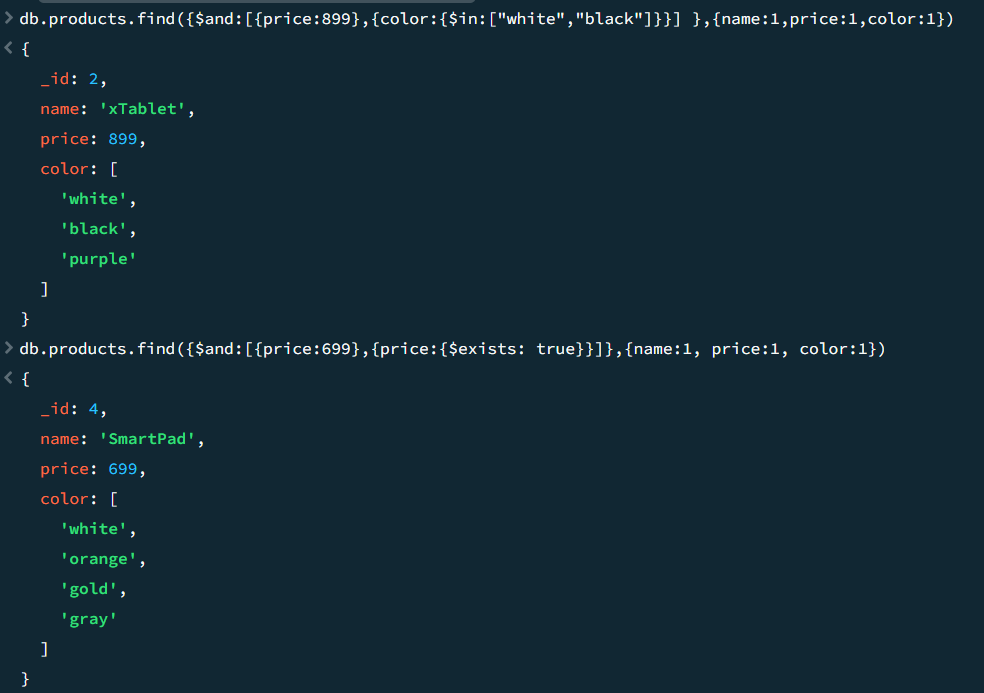 > db.products.find({$and:[{price:899},{color:{$in:["white","black"]}}] },{name:1,price:1,color:1})
< {
_id: 2,
name: 'xTablet',
price: 899,
color: [
'white',
'black',
'purple'
]
}
> db.products.find({$and:[{price:699},{price:{$exists: true}}]},{name:1, price:1, color:1})
< {
_id: 4,
name: 'SmartPad',
price: 699,
color: [
'white',
'orange',
'gold',
'gray'
]
}